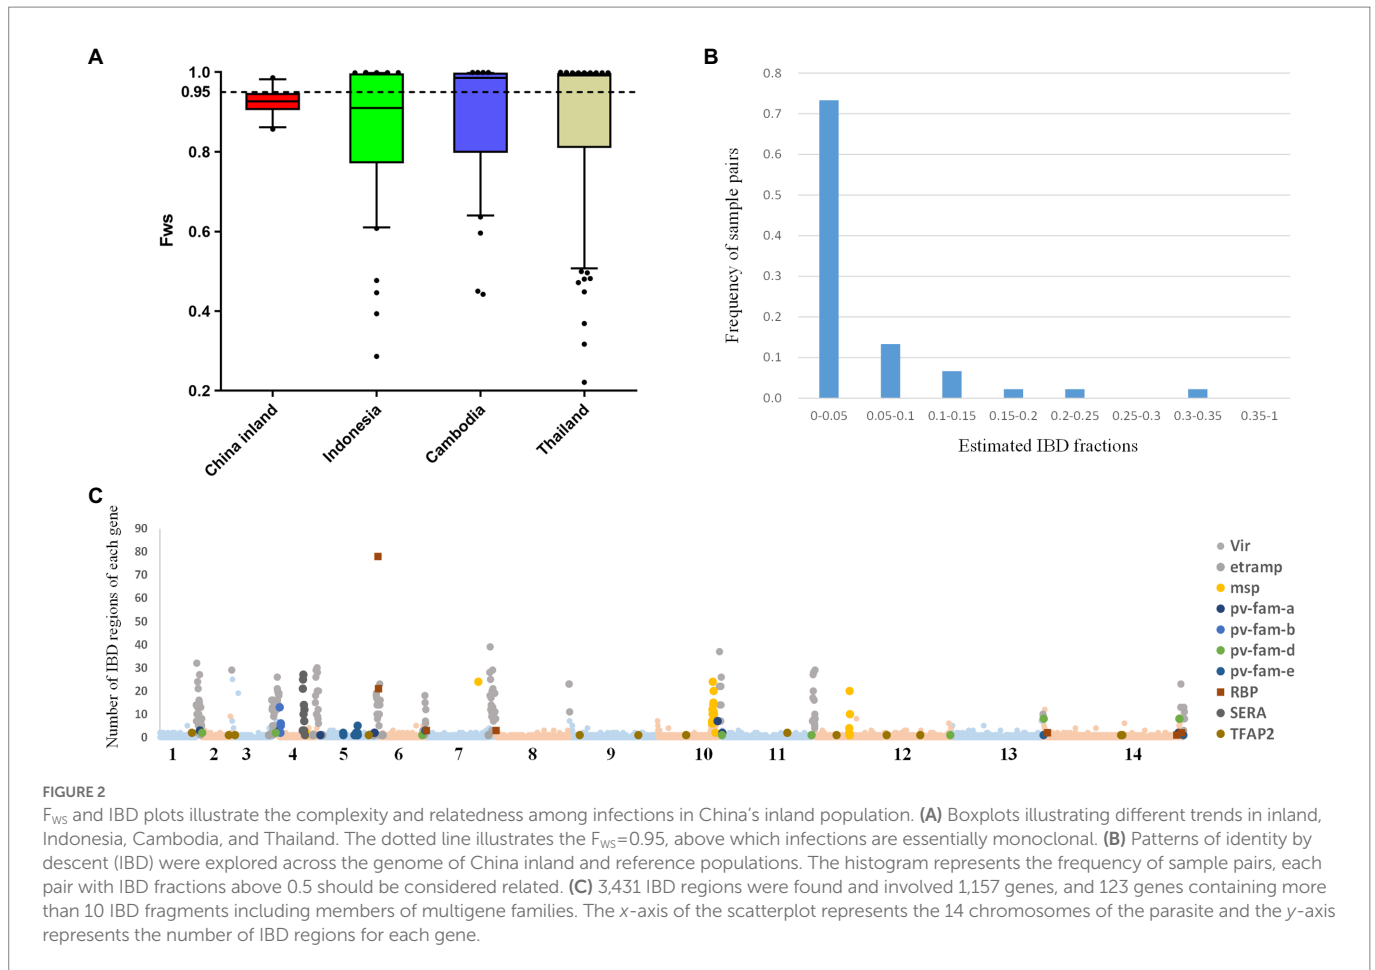 A
1.0
0.95
0.8
0.6
0.4
0.2
Fws
China inland
Indonesia
Cambodia
Thailand
B
0.8
0.7
0.6
0.5
0.4
0.3
0.2
0.1
0.0
Frequency of sample pairs
0-0.05 0.05-0.1 0.1-0.15 0.15-0.2 0.2-0.25 0.25-0.3 0.3-0.35 0.35-1
Estimated IBD fractions
C
Number of IBD regions of each gene
90
80
70
60
50
40
30
20
10
0
1 2 3 4 5 6 7 8 9 10 11 12 13 14
Vir
etramp
msp
pv-fam-a
pv-fam-b
pv-fam-d
pv-fam-e
RBP
SERA
TFAP2
FIGURE 2
FWS and IBD plots illustrate the complexity and relatedness among infections in China's inland population. (A) Boxplots illustrating different trends in inland,
Indonesia, Cambodia, and Thailand. The dotted line illustrates the FWS=0.95, above which infections are essentially monoclonal. (B) Patterns of identity by
descent (IBD) were explored across the genome of China inland and reference populations. The histogram represents the frequency of sample pairs, each
pair with IBD fractions above 0.5 should be considered related. (C) 3,431 IBD regions were found and involved 1,157 genes, and 123 genes containing more
than 10 IBD fragments including members of multigene families. The x-axis of the scatterplot represents the 14 chromosomes of the parasite and the y-axis
represents the number of IBD regions for each gene.